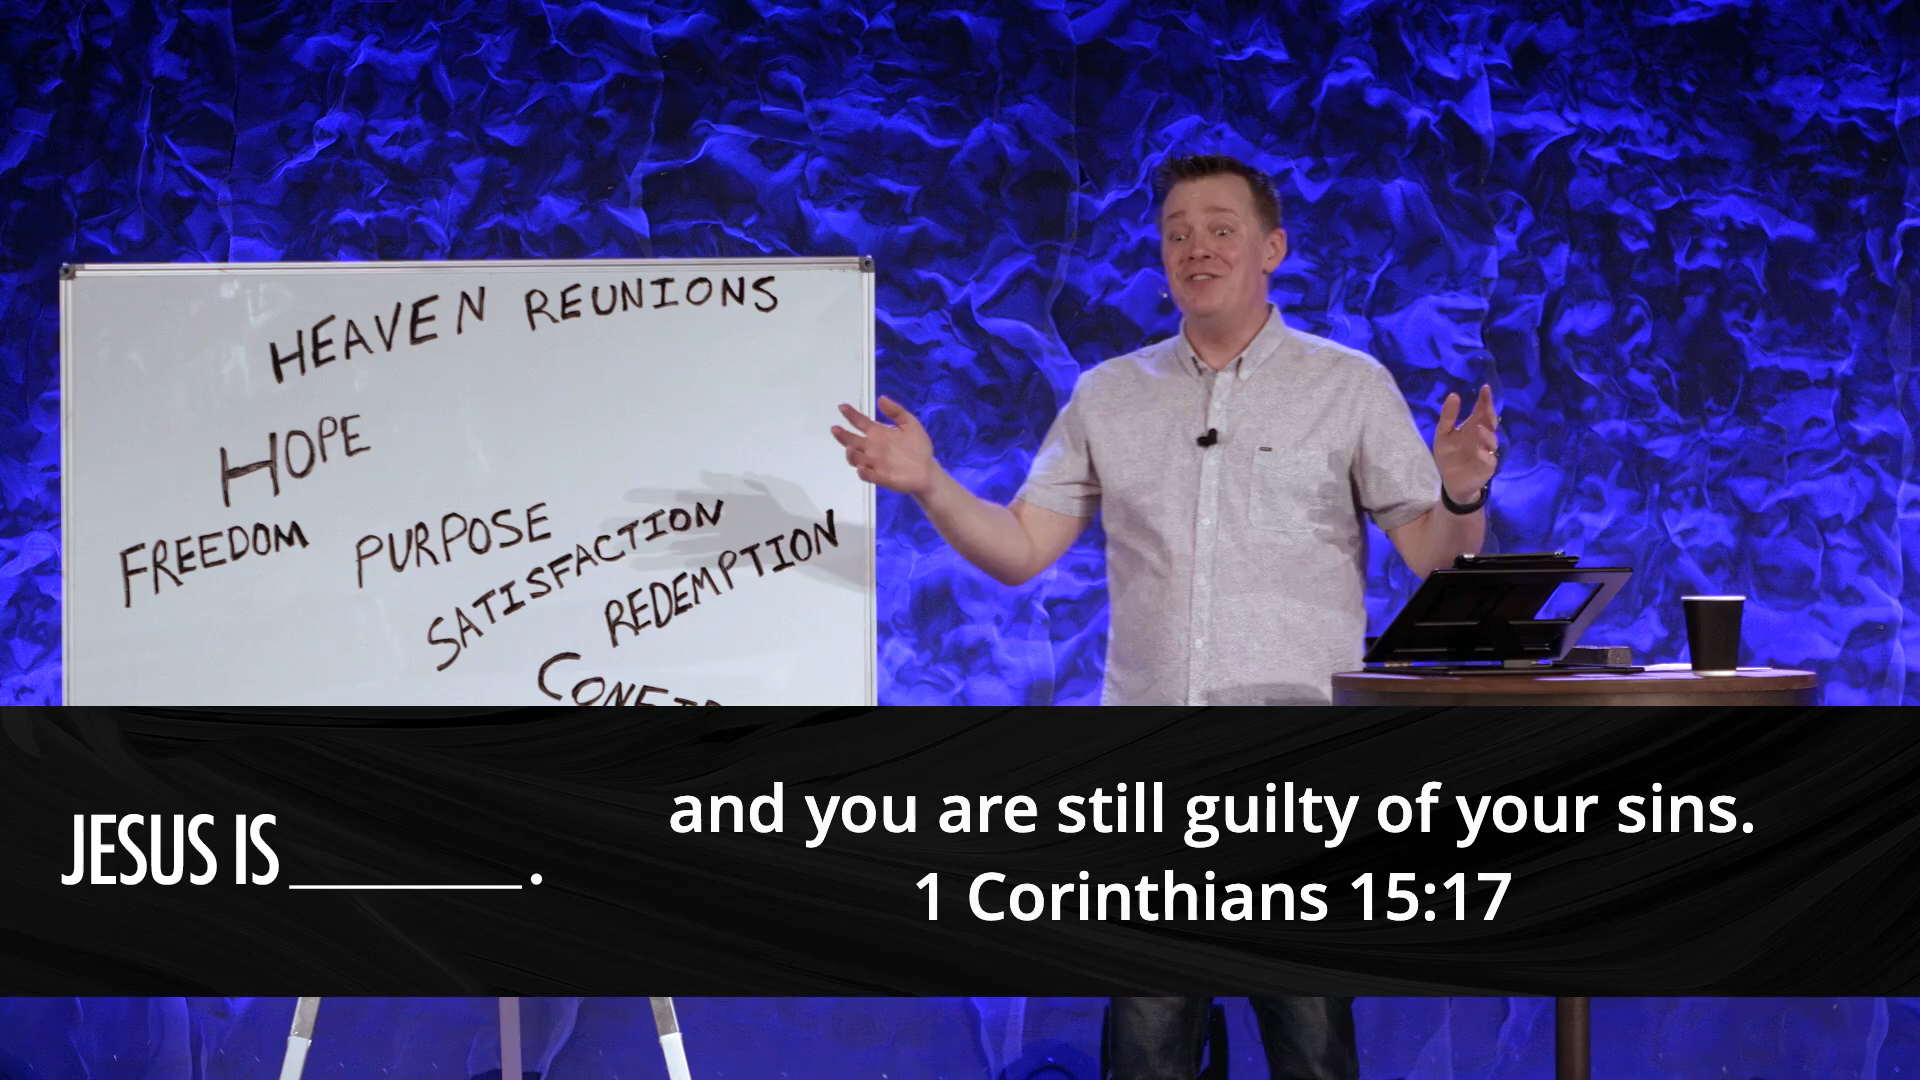 HEAVEN REUNIONS
HOPE
FREEDOM
PURPOSE
SATISFACTION
REDEMPTION
JESUS IS ________.
and you are still guilty of your sins.
1 Corinthians 15:17